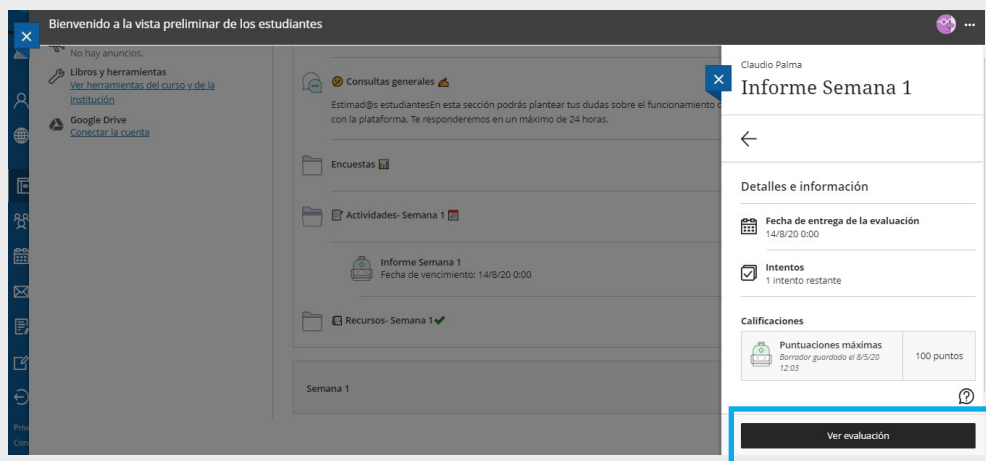 Bienvenido a la vista preliminar de los estudiantes
No hay anuncios.
Libros y herramientas
Ver herramientas del curso y de la
institución
Google Drive
Conectar la cuenta
Consultas generales
Estimad@s estudiantesEn esta sección podrás plantear tus dudas sobre el funcionamiento
con la plataforma. Te responderemos en un máximo de 24 horas.
Encuestas
Actividades- Semana 1
Informe Semana 1
Fecha de vencimiento: 14/8/20 0:00
Recursos- Semana 1
Semana 1
Claudio Palma
Informe Semana 1
Detalles e información
Fecha de entrega de la evaluación
14/8/20 0:00
Intentos
1 intento restante
Calificaciones
Puntuaciones máximas
Borrador guardado el 8/5/20
12:03
100 puntos
Ver evaluación